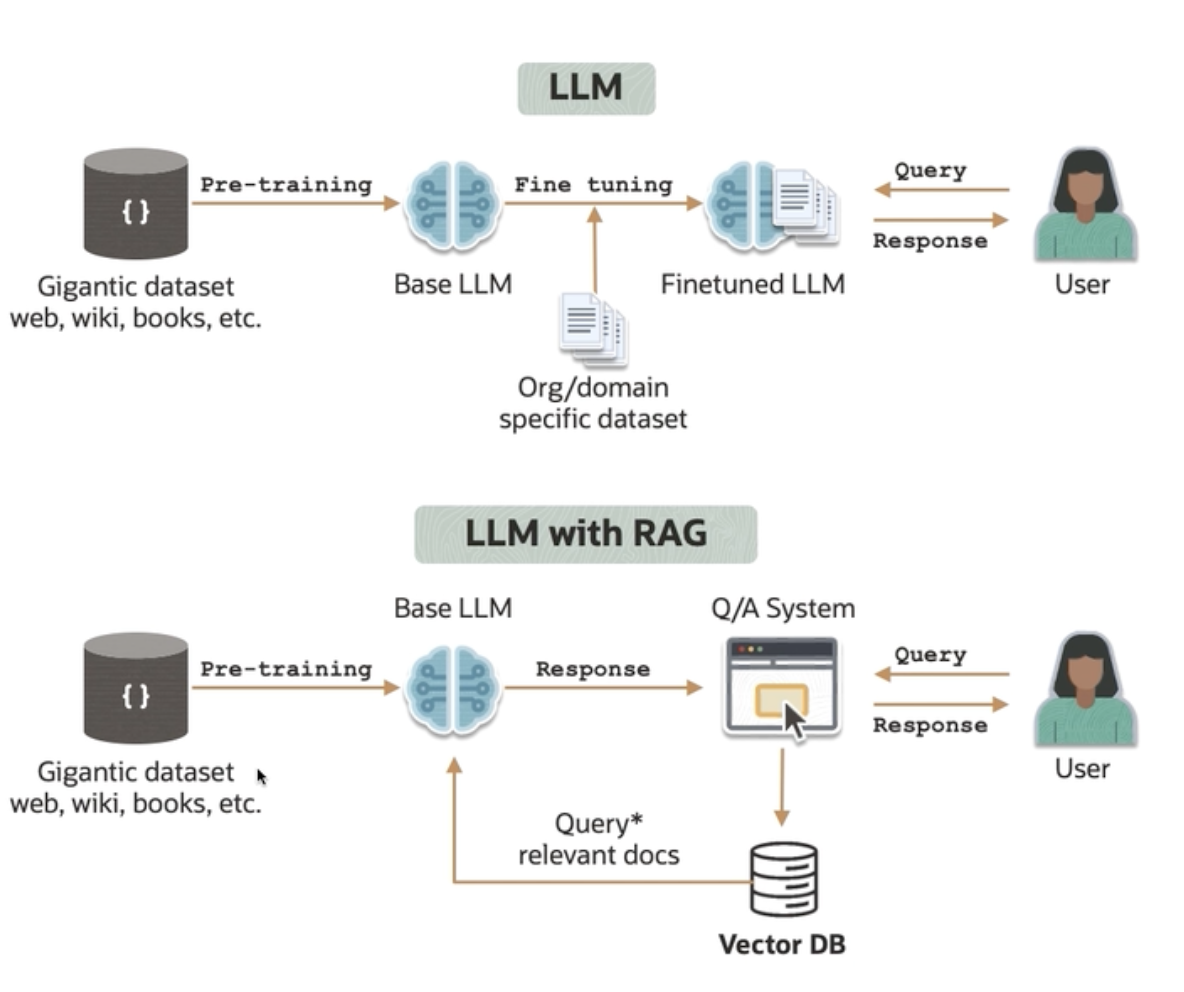 LLM
{ }
Pre-training
Fine tuning
Query
Response
Gigantic dataset
web, wiki, books, etc.
Base LLM
Finetuned LLM
User
Org/domain
specific dataset
LLM with RAG
Base LLM
Q/A System
{ }
Pre-training
Response
Query
Response
Gigantic dataset
web, wiki, books, etc.
User
Query*
relevant docs
Vector DB